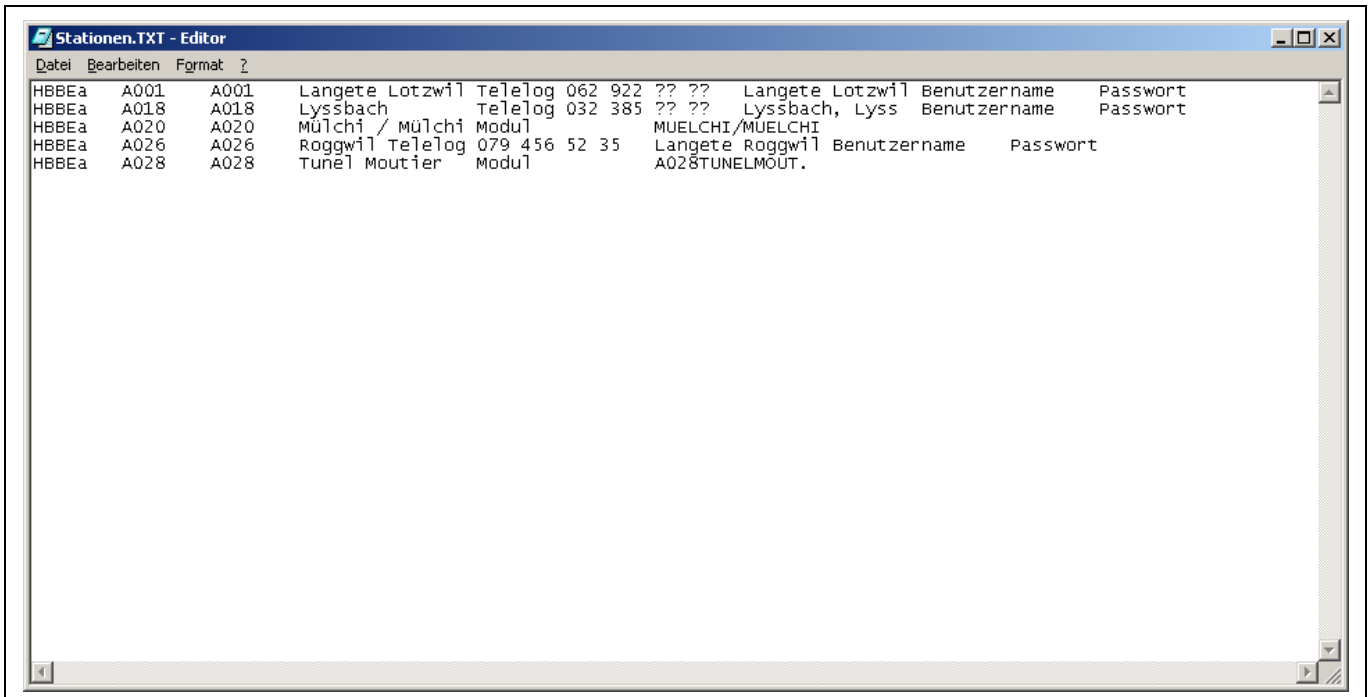 Stationen.TXT - Editor
Datei Bearbeiten Format ?
HBBEa A001 A001 Langete Lotzwil Telelog 062 922 ?? ?? Langete Lotzwil Benutzername Passwort
HBBEa A018 A018 Lyssbach Telelog 032 385 ?? ?? Lyssbach, Lyss Benutzername Passwort
HBBEa A020 A020 Mülchi / Mülchi Modul MUELCHI/MUELCHI
HBBEa A026 A026 Roggwil Telelog 079 456 52 35 Langete Roggwil Benutzername Passwort
HBBEa A028 A028 Tunel Moutier Modul A028TUNELMOUT.